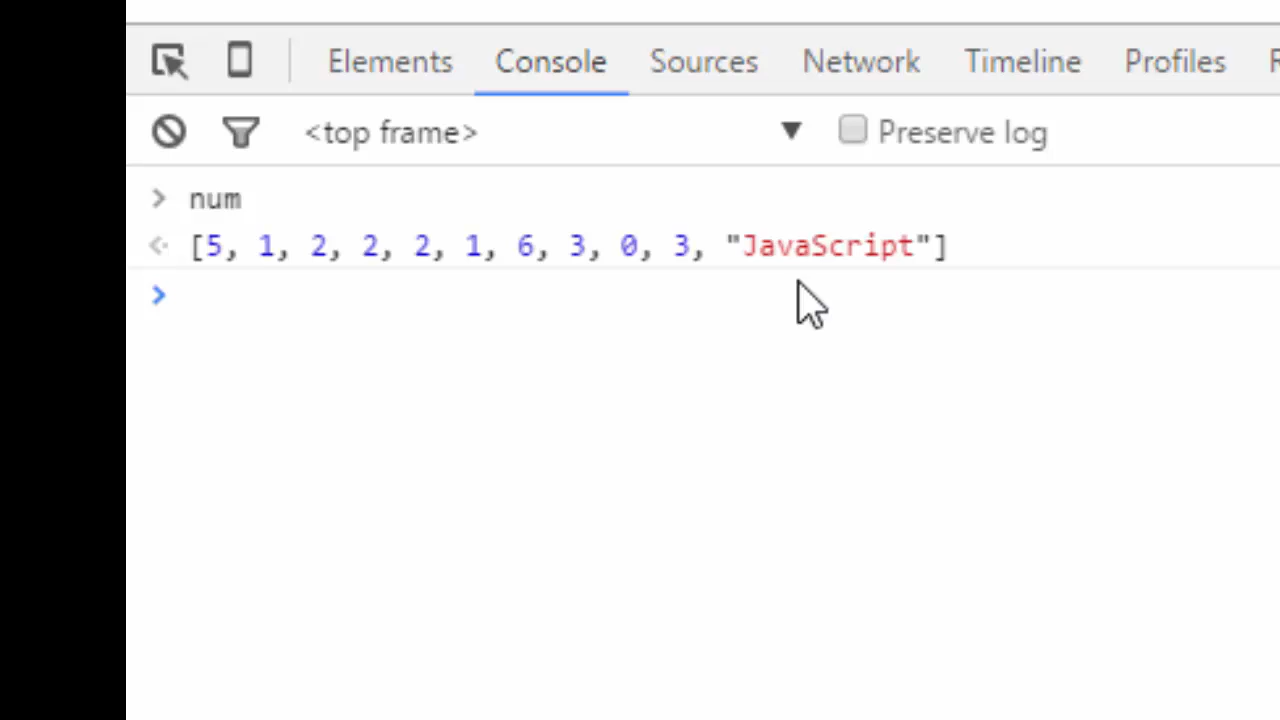 Elements Console Sources Network Timeline Profiles
<top frame> ▼ Preserve log
> num
[5, 1, 2, 2, 2, 1, 6, 3, 0, 3, "JavaScript"]
>